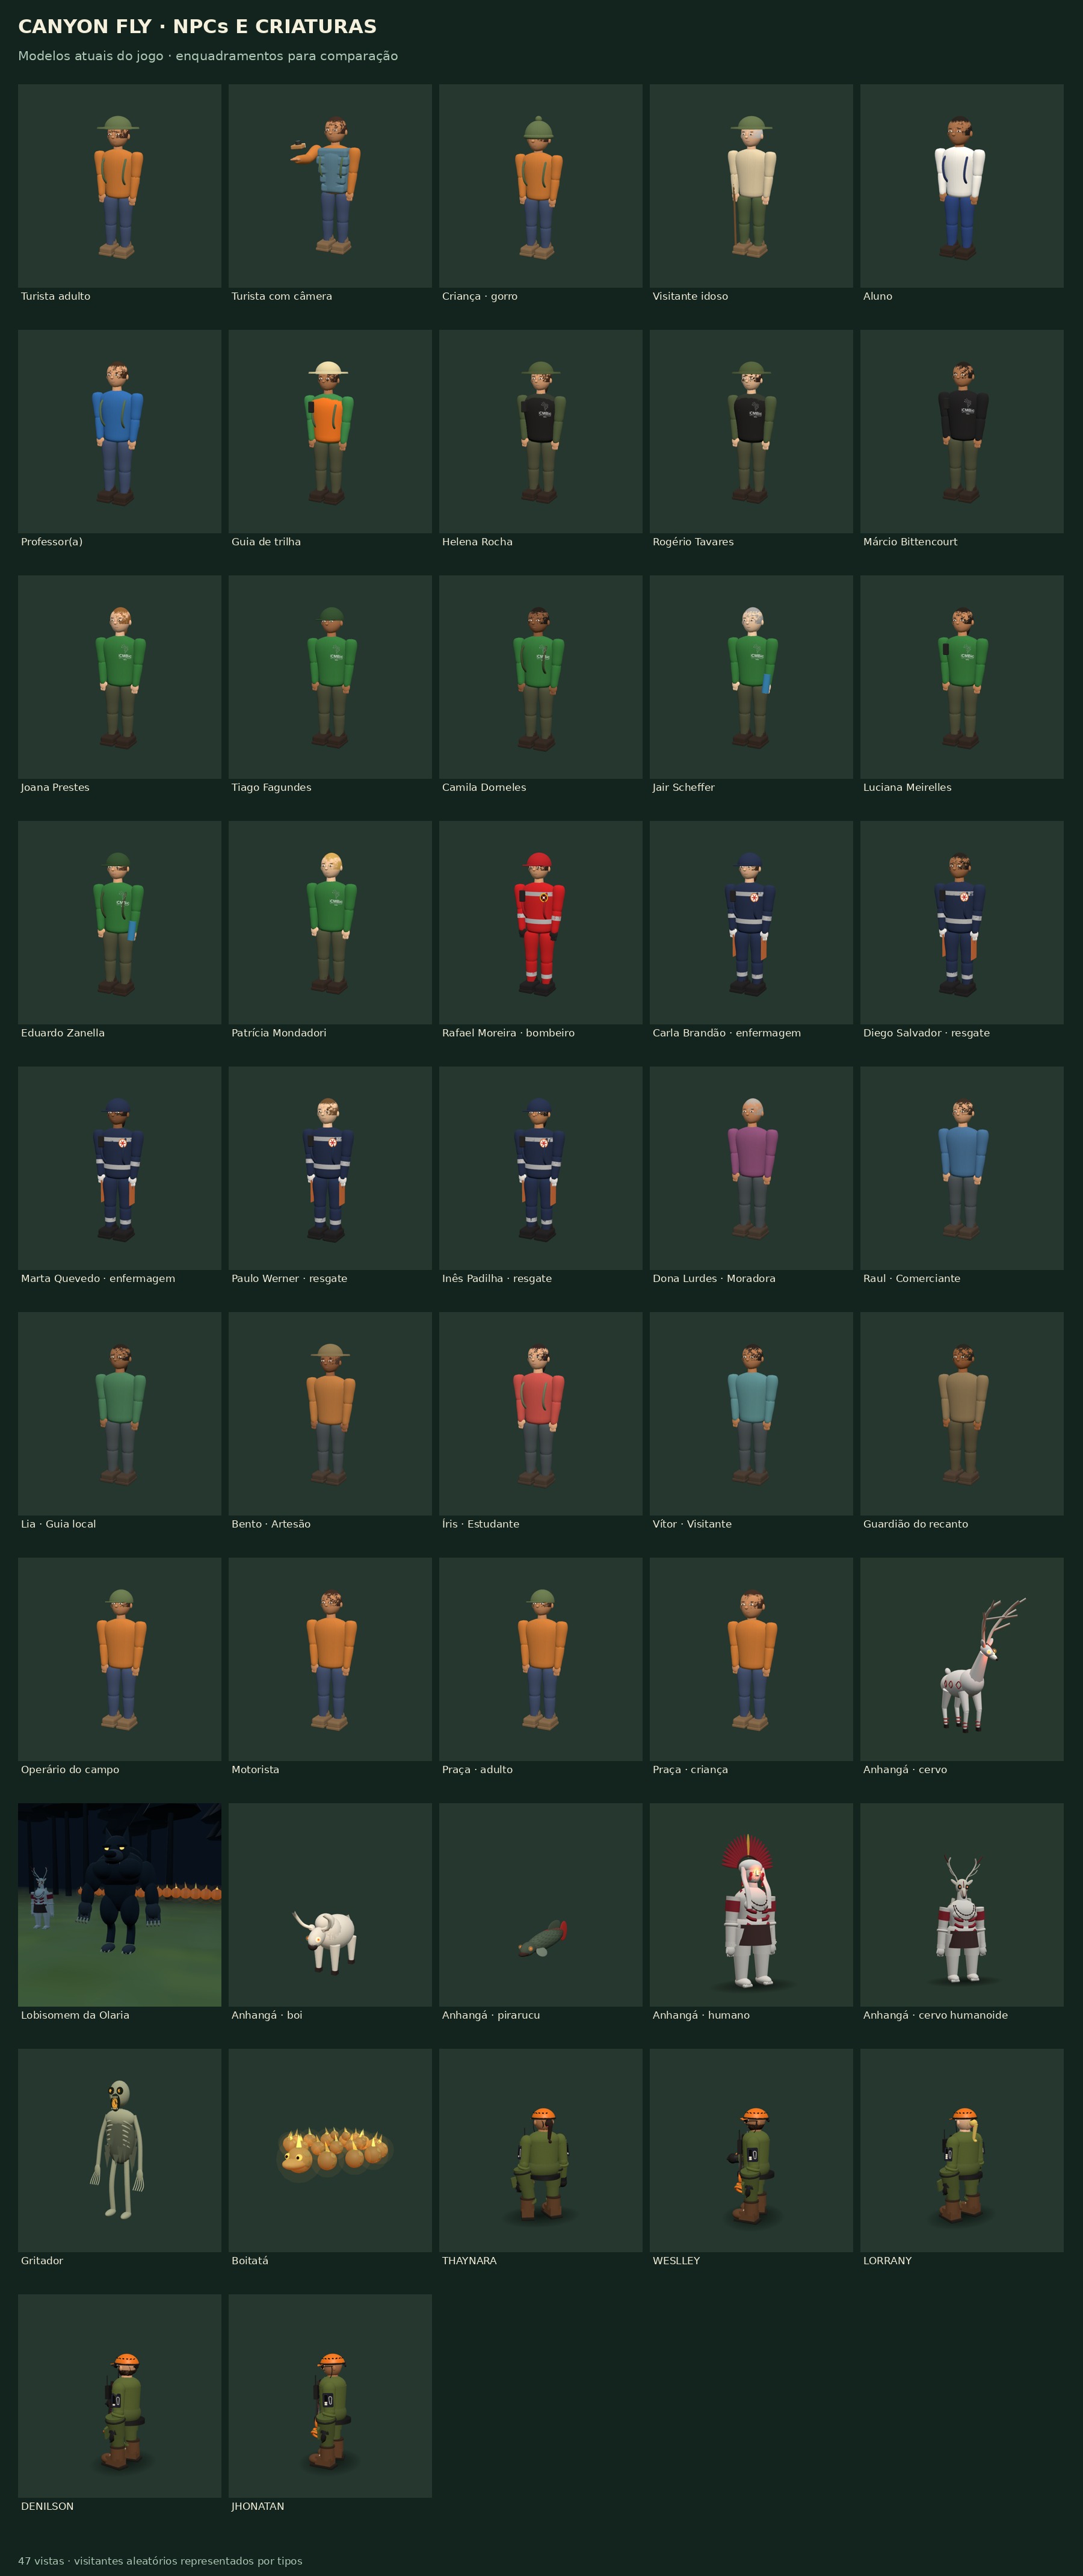 CANYON FLY · NPCs E CRIATURAS
Modelos atuais do jogo · enquadramentos para comparação
Turista adulto
Turista com câmera
Criança · gorro
Visitante idoso
Aluno
Professor(a)
Guia de trilha
Helena Rocha
Rogério Tavares
Márcio Bittencourt
Joana Prestes
Tiago Fagundes
Camila Dorneles
Jair Scheffer
Luciana Meirelles
Eduardo Zanella
Patrícia Mondadori
Rafael Moreira · bombeiro
Carla Brandão · enfermagem
Diego Salvador · resgate
Marta Quevedo · enfermagem
Paulo Werner · resgate
Inês Padilha · resgate
Dona Lurdes · Moradora
Raul · Comerciante
Lia · Guia local
Bento · Artesão
Íris · Estudante
Vítor · Visitante
Guardião do recanto
Operário do campo
Motorista
Praça · adulto
Praça · criança
Anhangá · cervo
Lobisomem da Olaria
Anhangá · boi
Anhangá · pirarucu
Anhangá · humano
Anhangá · cervo humanoide
Gritador
Boitatá
THAYNARA
WESLLEY
LORRANY
DENILSON
JHONATAN
47 vistas · visitantes aleatórios representados por tipos